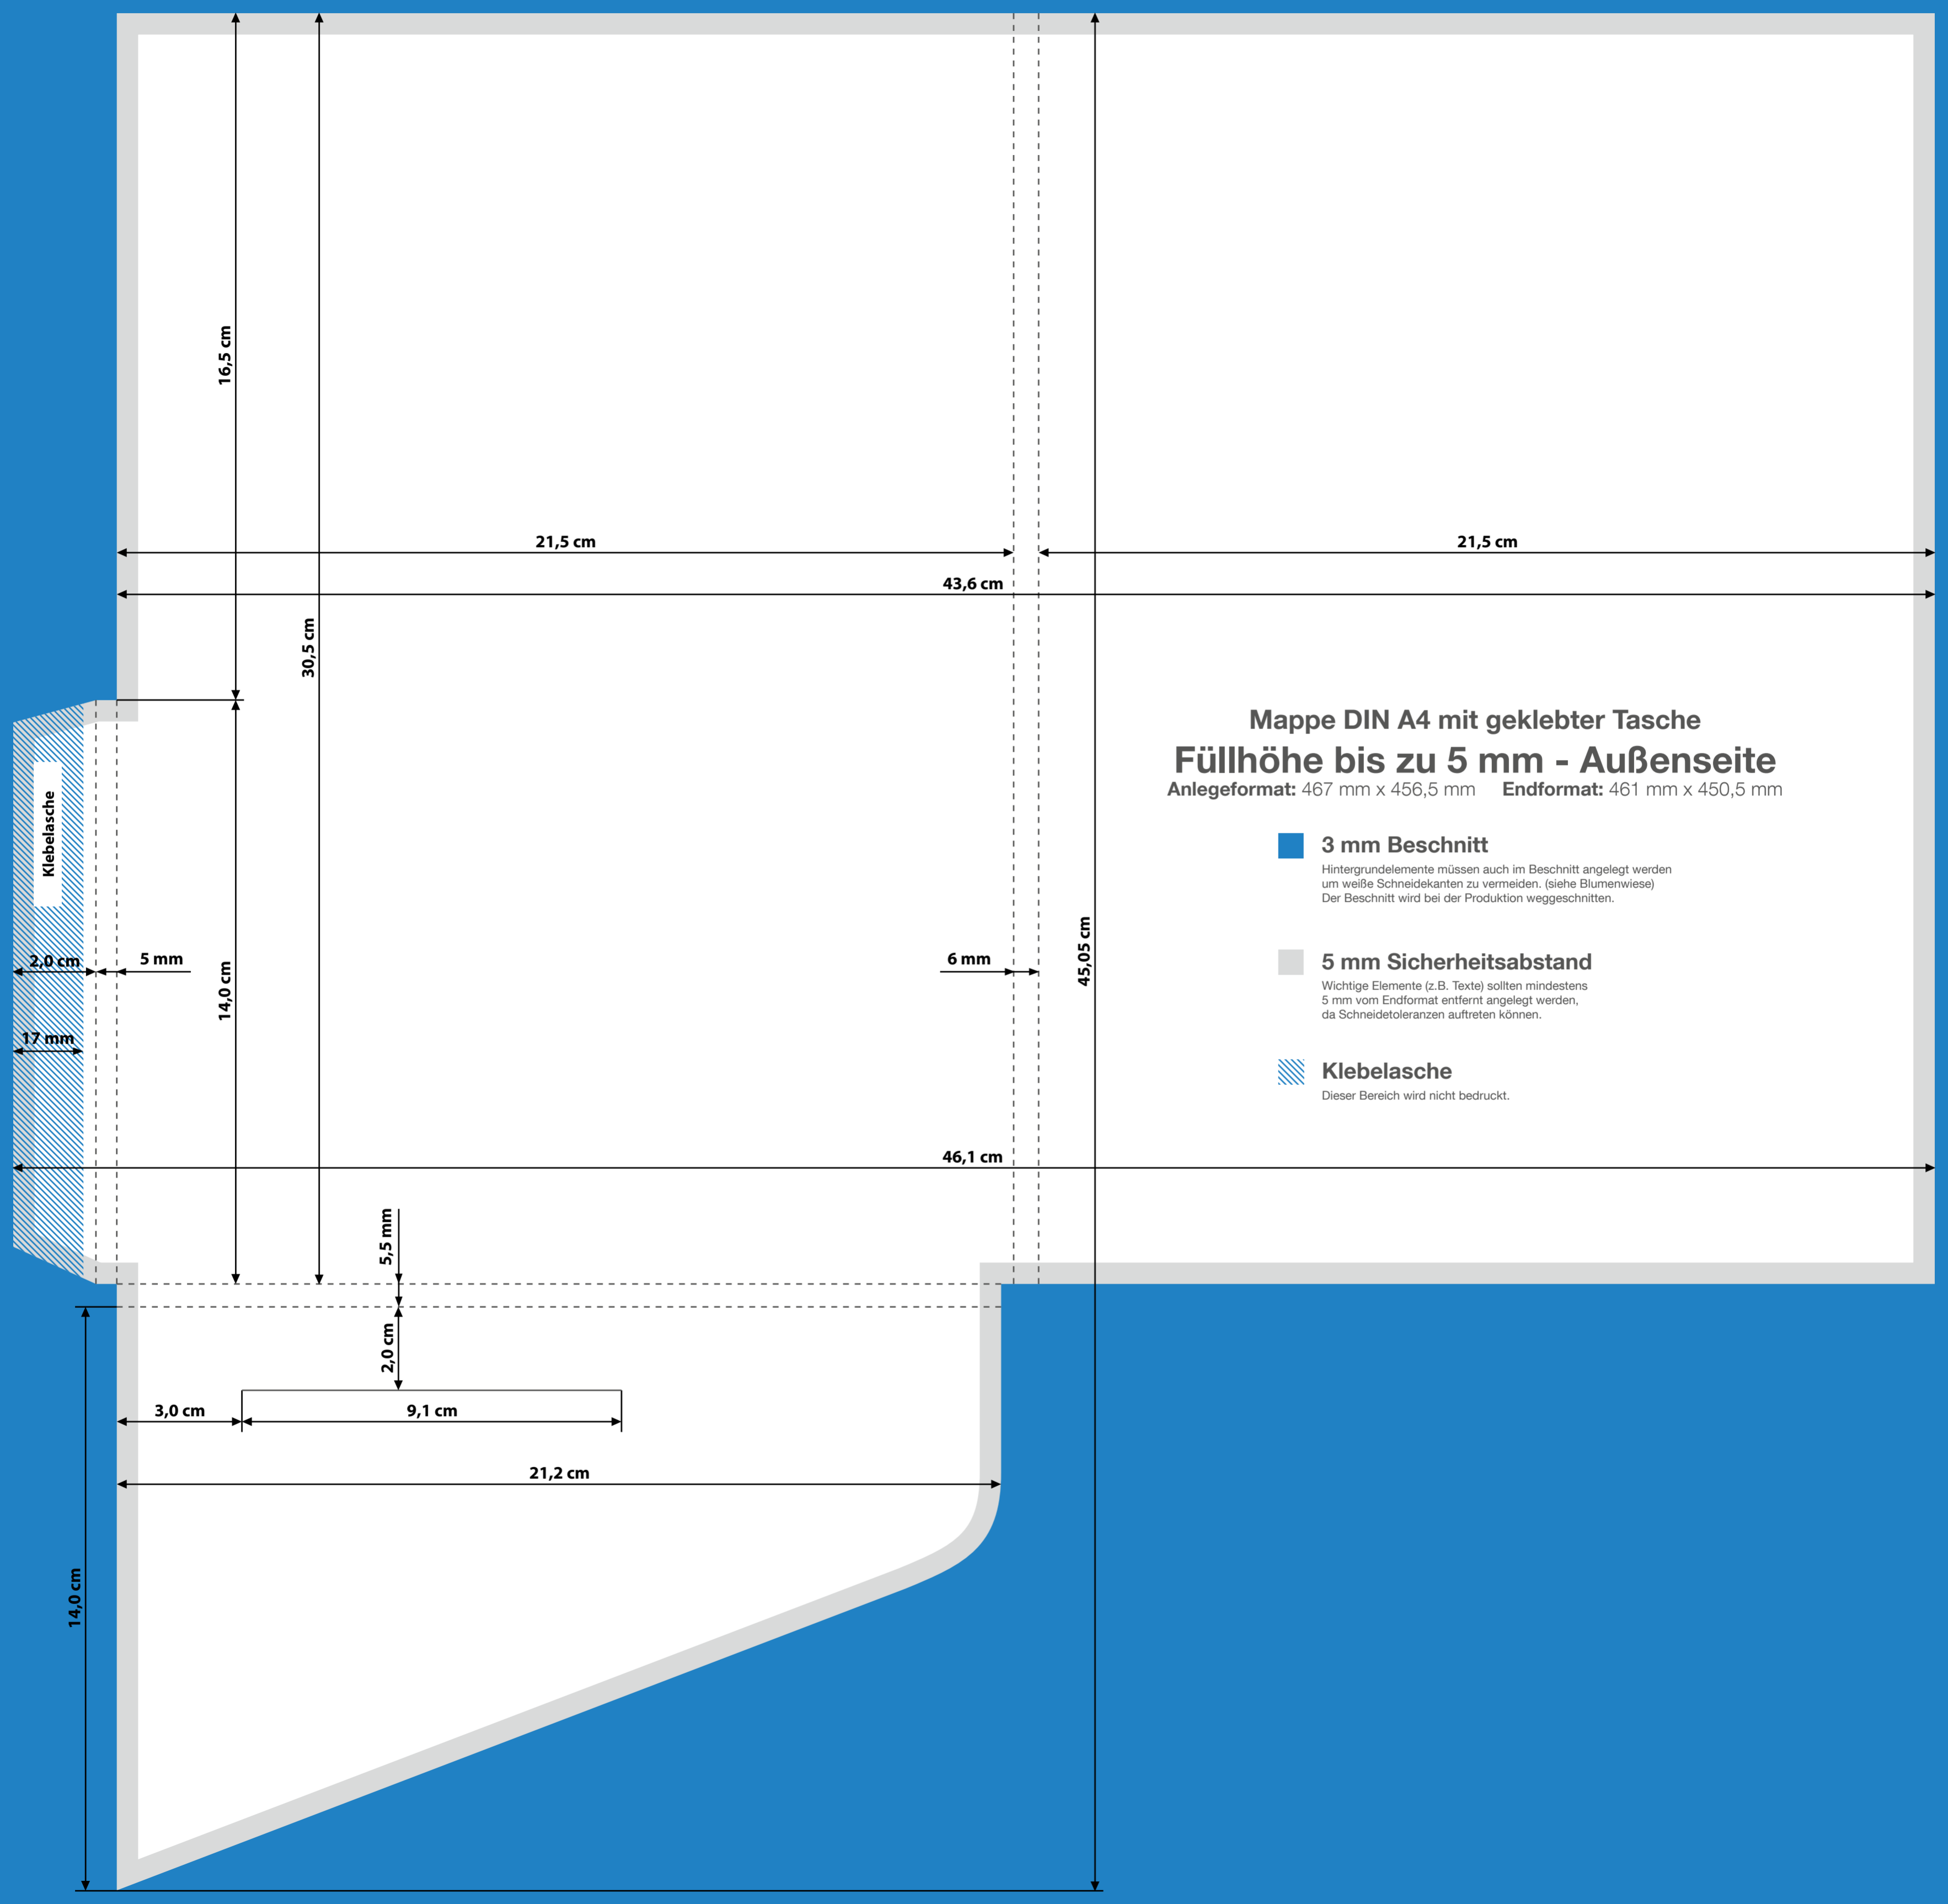 16,5 cm
21,5 cm
21,5 cm
43,6 cm
30,5 cm
Mappe DIN A4 mit geklebter Tasche
Füllhöhe bis zu 5 mm - Außenseite
Anlegeformat: 467 mm x 456,5 mm Endformat: 461 mm x 450,5 mm
Klebelasche
3 mm Beschnitt
Hintergrundelemente müssen auch im Beschnitt angelegt werden
um weiße Schneidekanten zu vermeiden. (siehe Blumenwiese)
Der Beschnitt wird bei der Produktion weggeschnitten.
2,0 cm
5 mm
14,0 cm
6 mm
45,05 cm
5 mm Sicherheitsabstand
Wichtige Elemente (z.B. Texte) sollten mindestens
5 mm vom Endformat entfernt angelegt werden,
da Schneidetoleranzen auftreten können.
17 mm
Klebelasche
Dieser Bereich wird nicht bedruckt.
46,1 cm
5,5 mm
2,0 cm
3,0 cm
9,1 cm
21,2 cm
14,0 cm